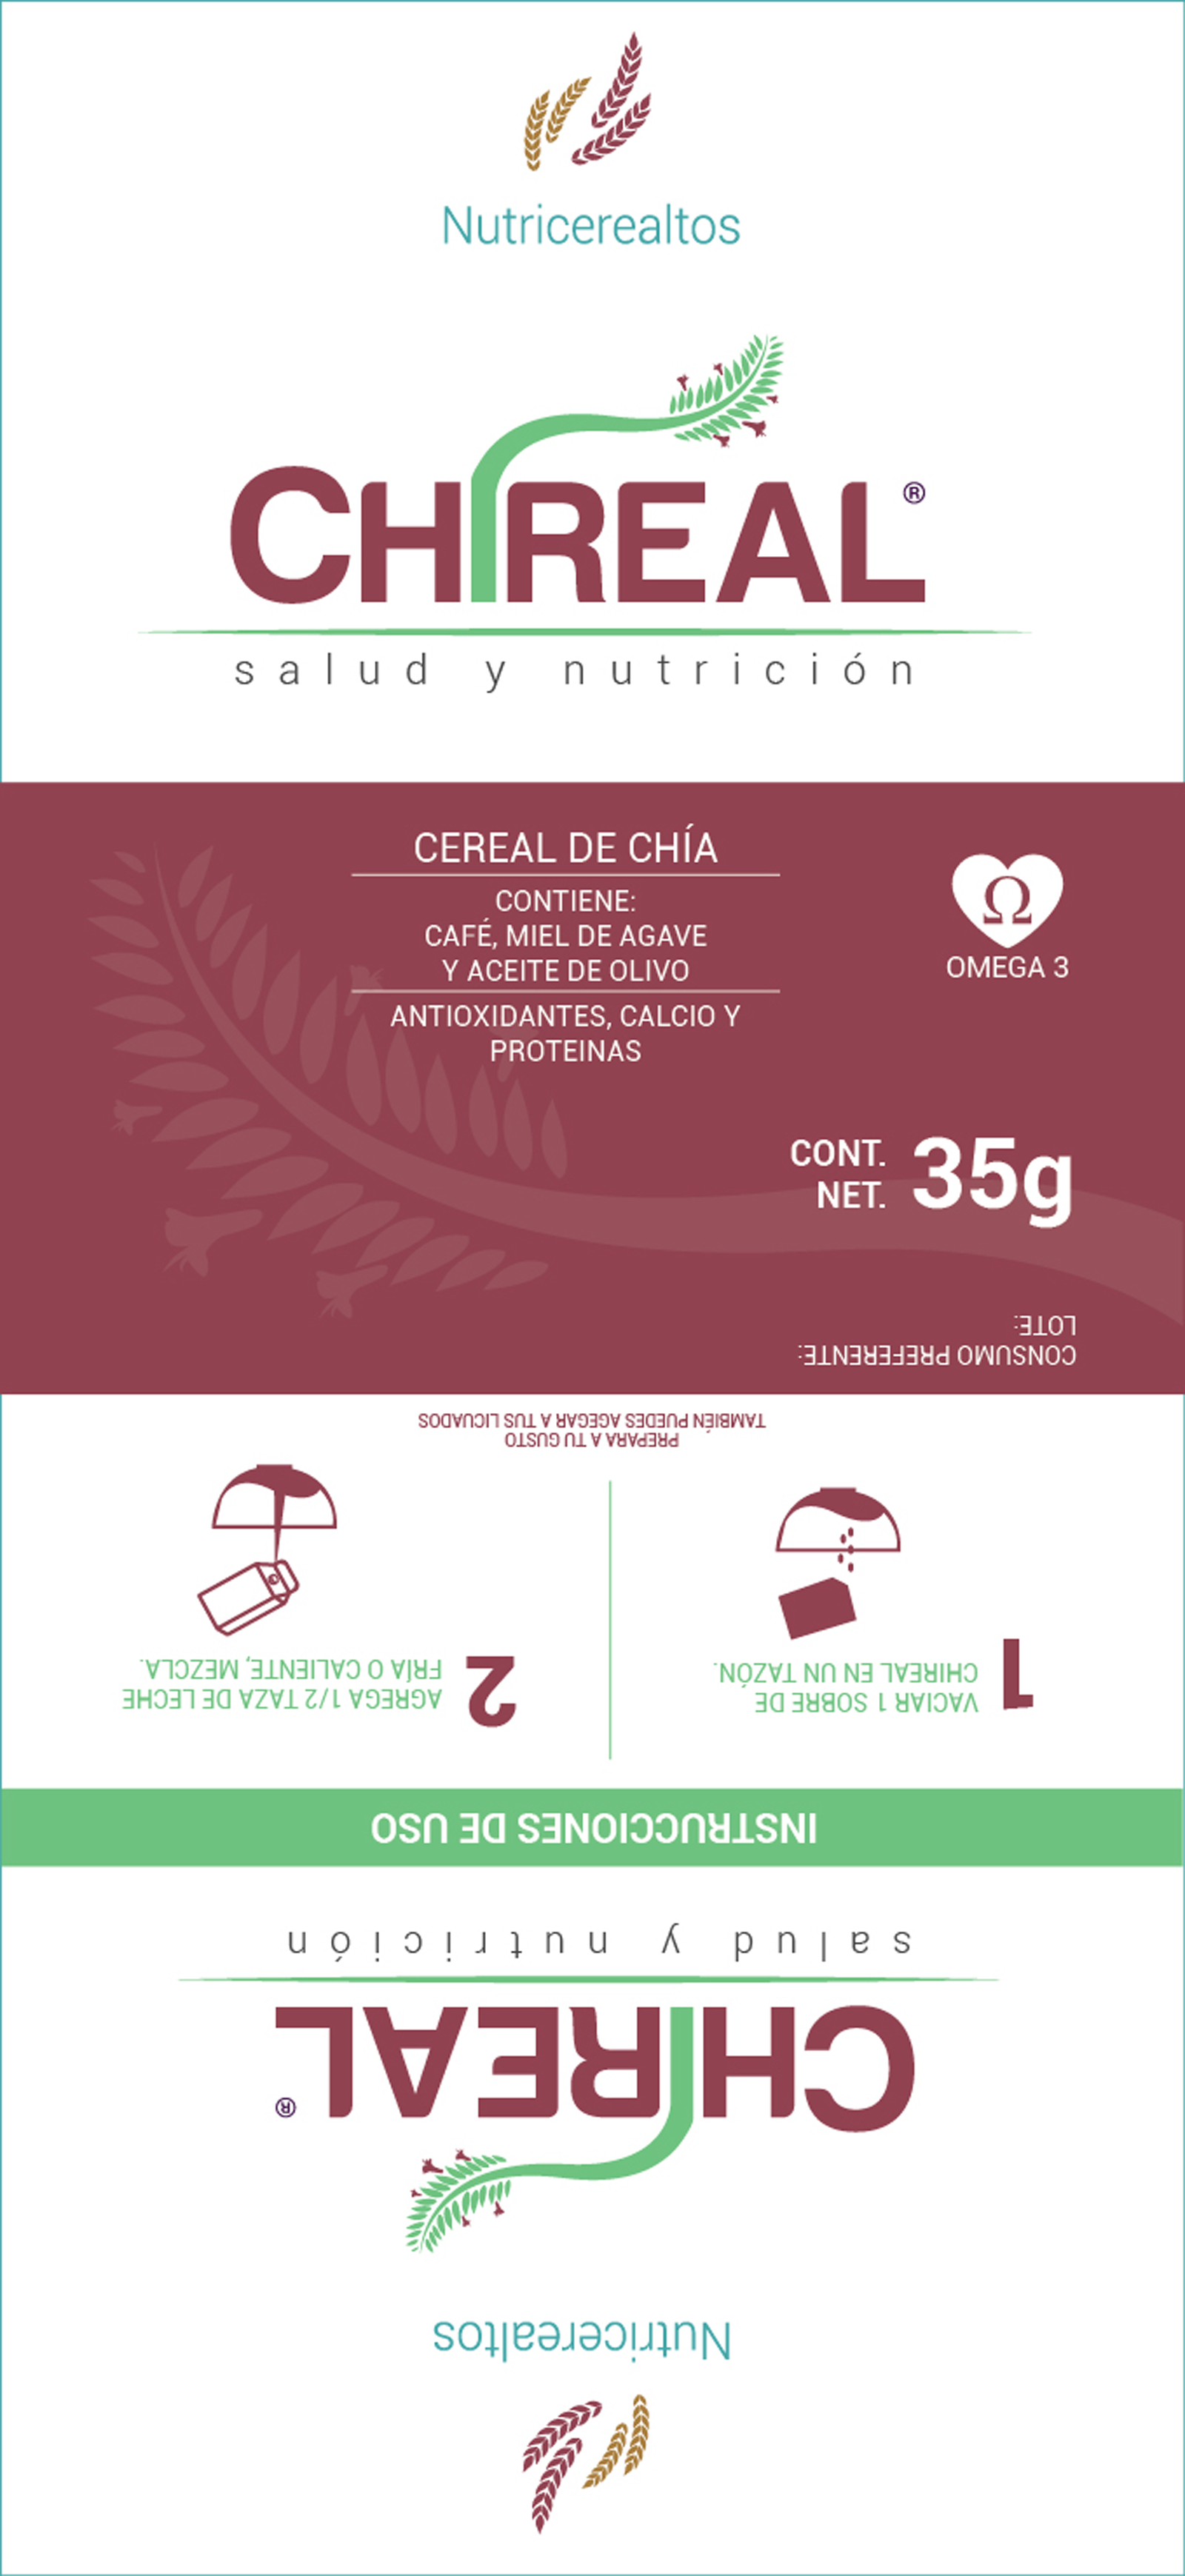 Nutricerealtos
CHIREAL®
salud y nutrición
CEREAL DE CHÍA
CONTIENE:
CAFÉ, MIEL DE AGAVE
Y ACEITE DE OLIVO
ANTIOXIDANTES, CALCIO Y
PROTEINAS
Ω
OMEGA 3
CONT.
NET. 35g
CONSUMO PREFERENTE:
LOTE:
Nutricerealtos
CHIREAL®
salud y nutrición
INSTRUCCIONES DE USO
1
VACIAR 1 SOBRE DE
CHIREAL EN UN TAZÓN.
2
AGREGA 1/2 TAZA DE LECHE
FRÍA O CALIENTE, MEZCLA.
PREPARA A TU GUSTO
TAMBIÉN PUEDES AGEGAR A TUS LICUADOS